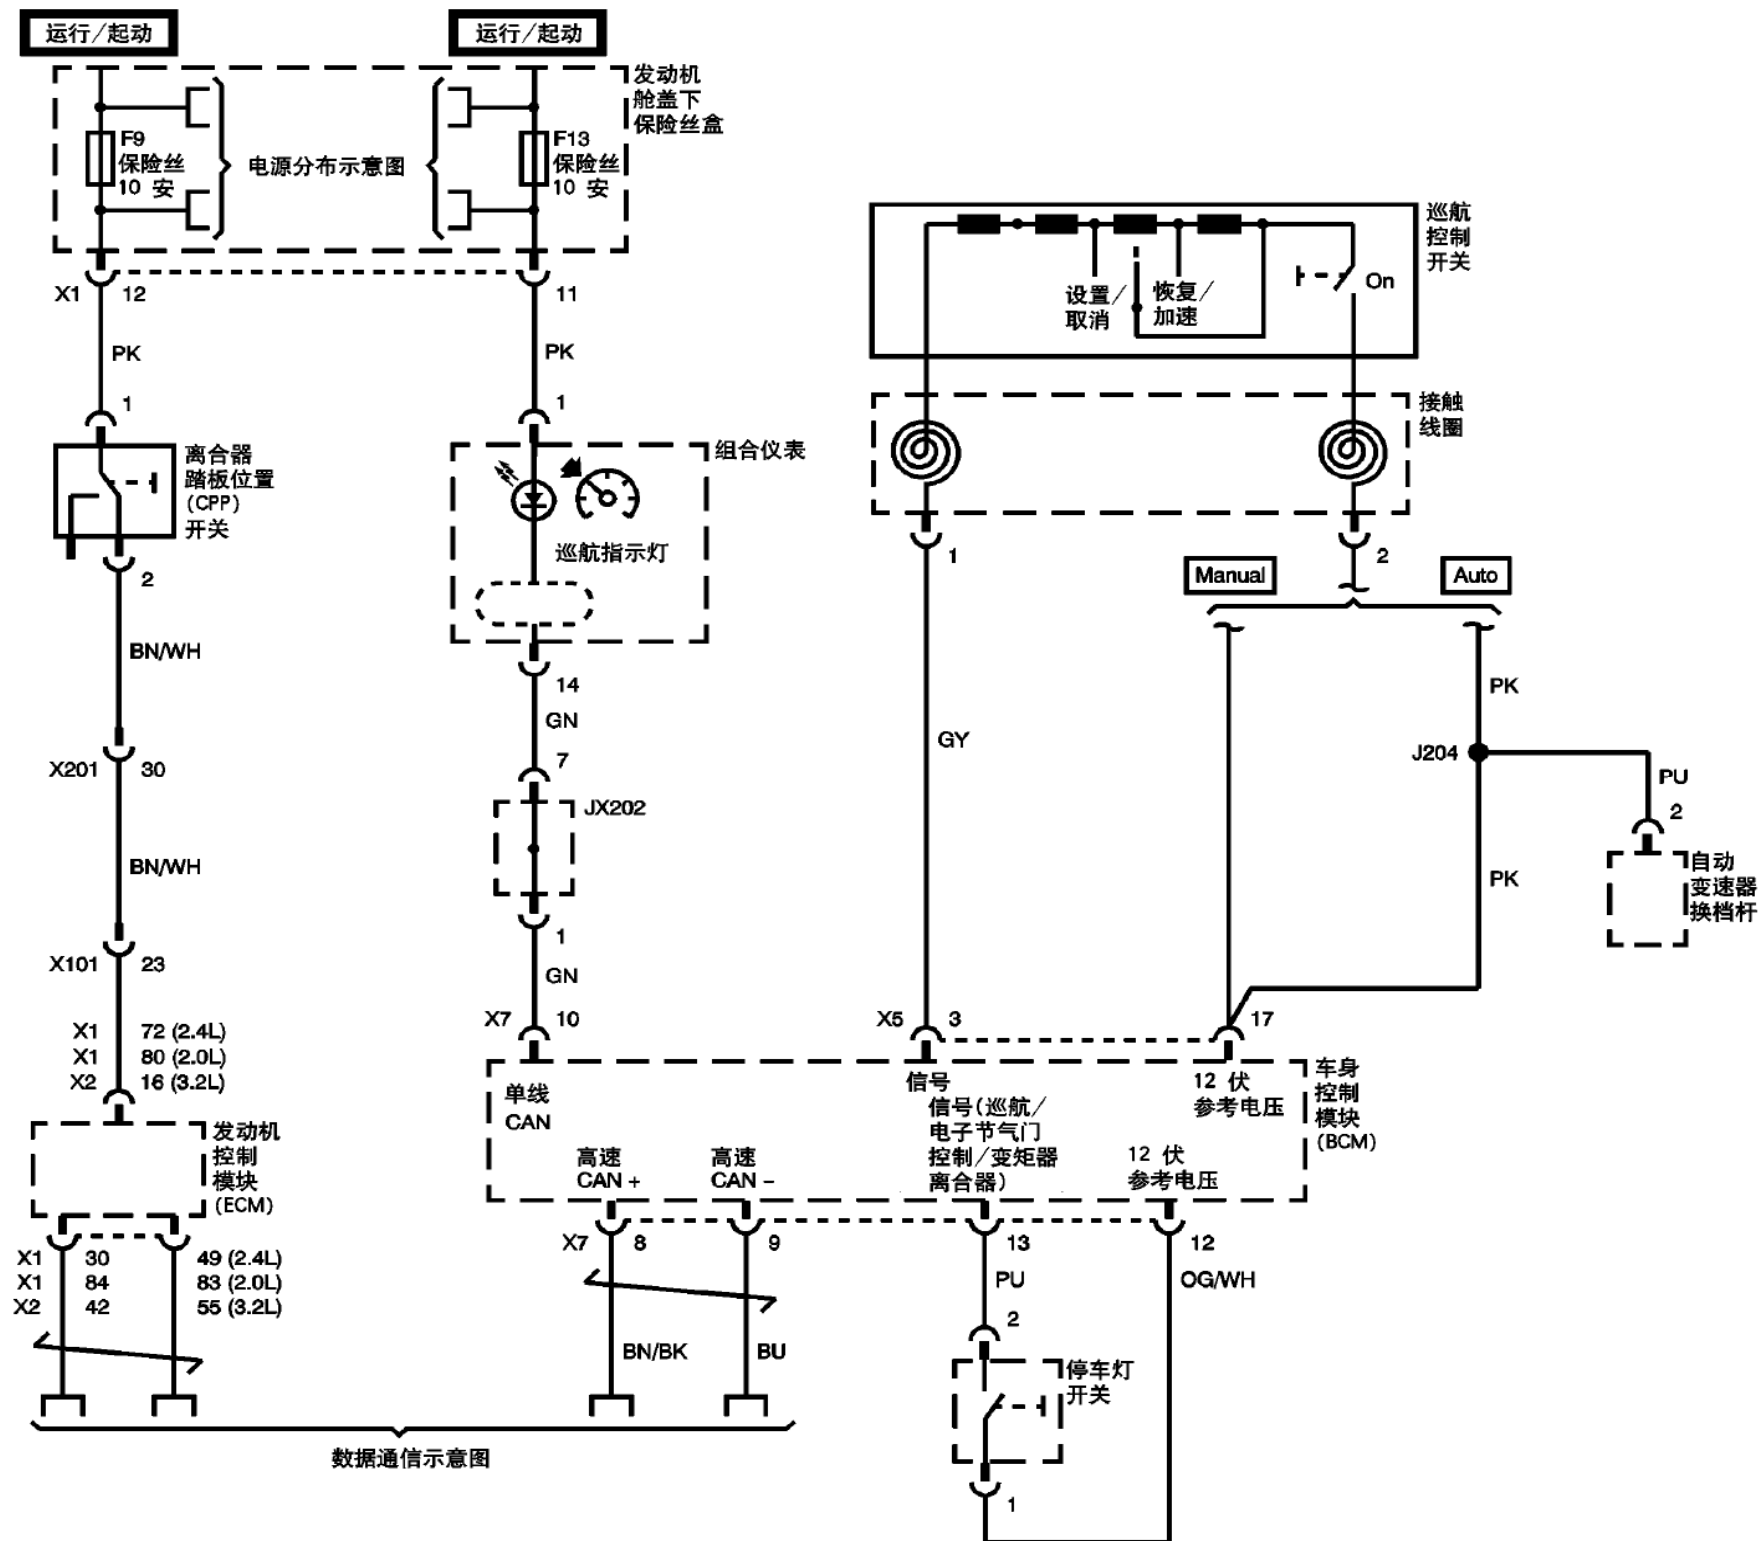 运行/起动
运行/起动
发动机
舱盖下
保险丝盒
F9
保险丝
10 安
电源分布示意图
F13
保险丝
10 安
X1
12
11
PK
PK
1
1
离合器
踏板位置
(CPP)
开关
2
组合仪表
巡航指示灯
巡航
控制
开关
设置/
取消
恢复/
加速
On
接触
线圈
1
2
Manual
Auto
BN/WH
14
GN
7
PK
GY
J204
PU
2
X201
30
JX202
自动
变速器
换档杆
BN/WH
PK
X101
23
1
GN
X1
72 (2.4L)
X1
80 (2.0L)
X2
16 (3.2L)
X7
10
X5
3
17
发动机
控制
模块
(ECM)
单线
CAN
信号
信号(巡航/
电子节气门
控制/变矩器
离合器)
12 伏
参考电压
车身
控制
模块
(BCM)
高速
CAN +
高速
CAN −
12 伏
参考电压
X1
30
49 (2.4L)
X1
84
83 (2.0L)
X2
42
55 (3.2L)
X7
8
9
13
12
PU
OG/WH
2
BN/BK
BU
停车灯
开关
1
数据通信示意图